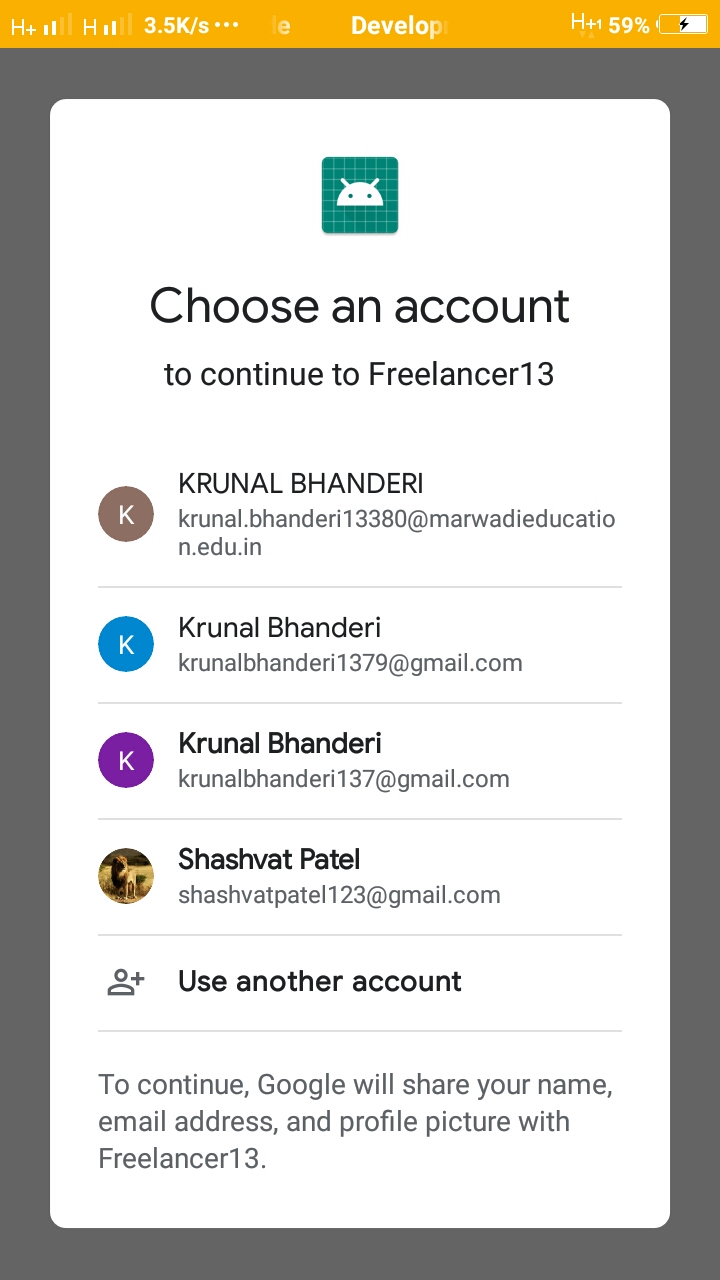 H+ H 3.5K/s ... le Develop H+1 59%
Choose an account
to continue to Freelancer13
K KRUNAL BHANDERI
krunal.bhanderi13380@marwadieducatio
n.edu.in
K Krunal Bhanderi
krunalbhanderi1379@gmail.com
K Krunal Bhanderi
krunalbhanderi137@gmail.com
Shashvat Patel
shashvatpatel123@gmail.com
Use another account
To continue, Google will share your name,
email address, and profile picture with
Freelancer13.